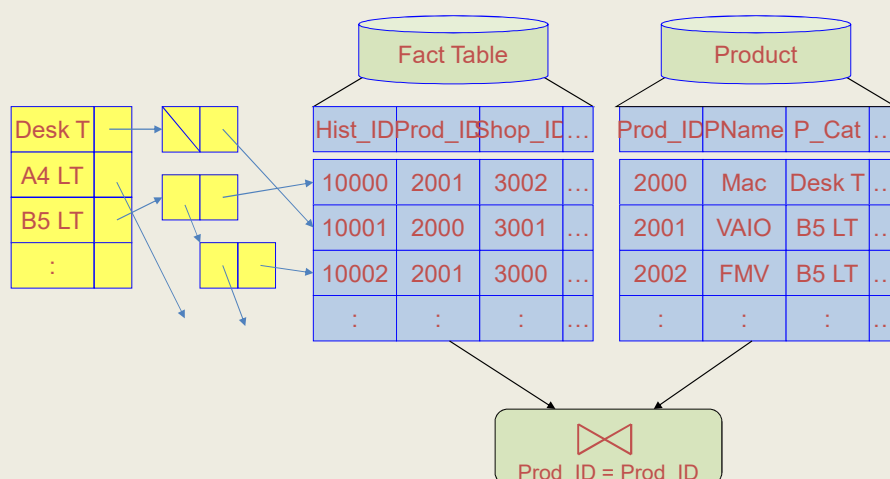 Fact Table
Product
Desk T
A4 LT
B5 LT
:
Hist_ID Prod_ID Shop_ID …
10000 2001 3002 …
10001 2000 3001 …
10002 2001 3000 …
: : : …
Prod_ID PName P_Cat …
2000 Mac Desk T …
2001 VAIO B5 LT …
2002 FMV B5 LT …
: : : …
Prod_ID = Prod_ID